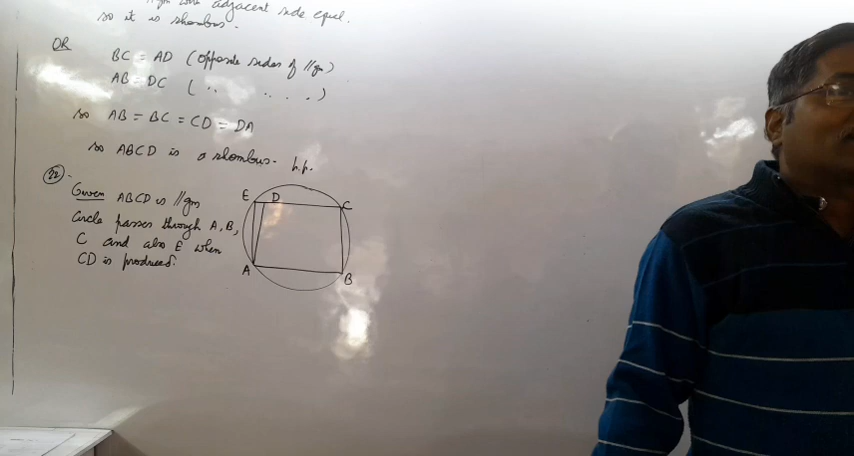 adjacent side equal.
so it is rhombus.
OR
BC = AD (opposite sides of //gm)
AB = DC ( .. .. . . )
so AB = BC = CD = DA
so ABCD is a rhombus. h.p.
22.
Given ABCD is //gm
Circle passes through A, B,
C and also E when
CD is produced.
E D C
A B